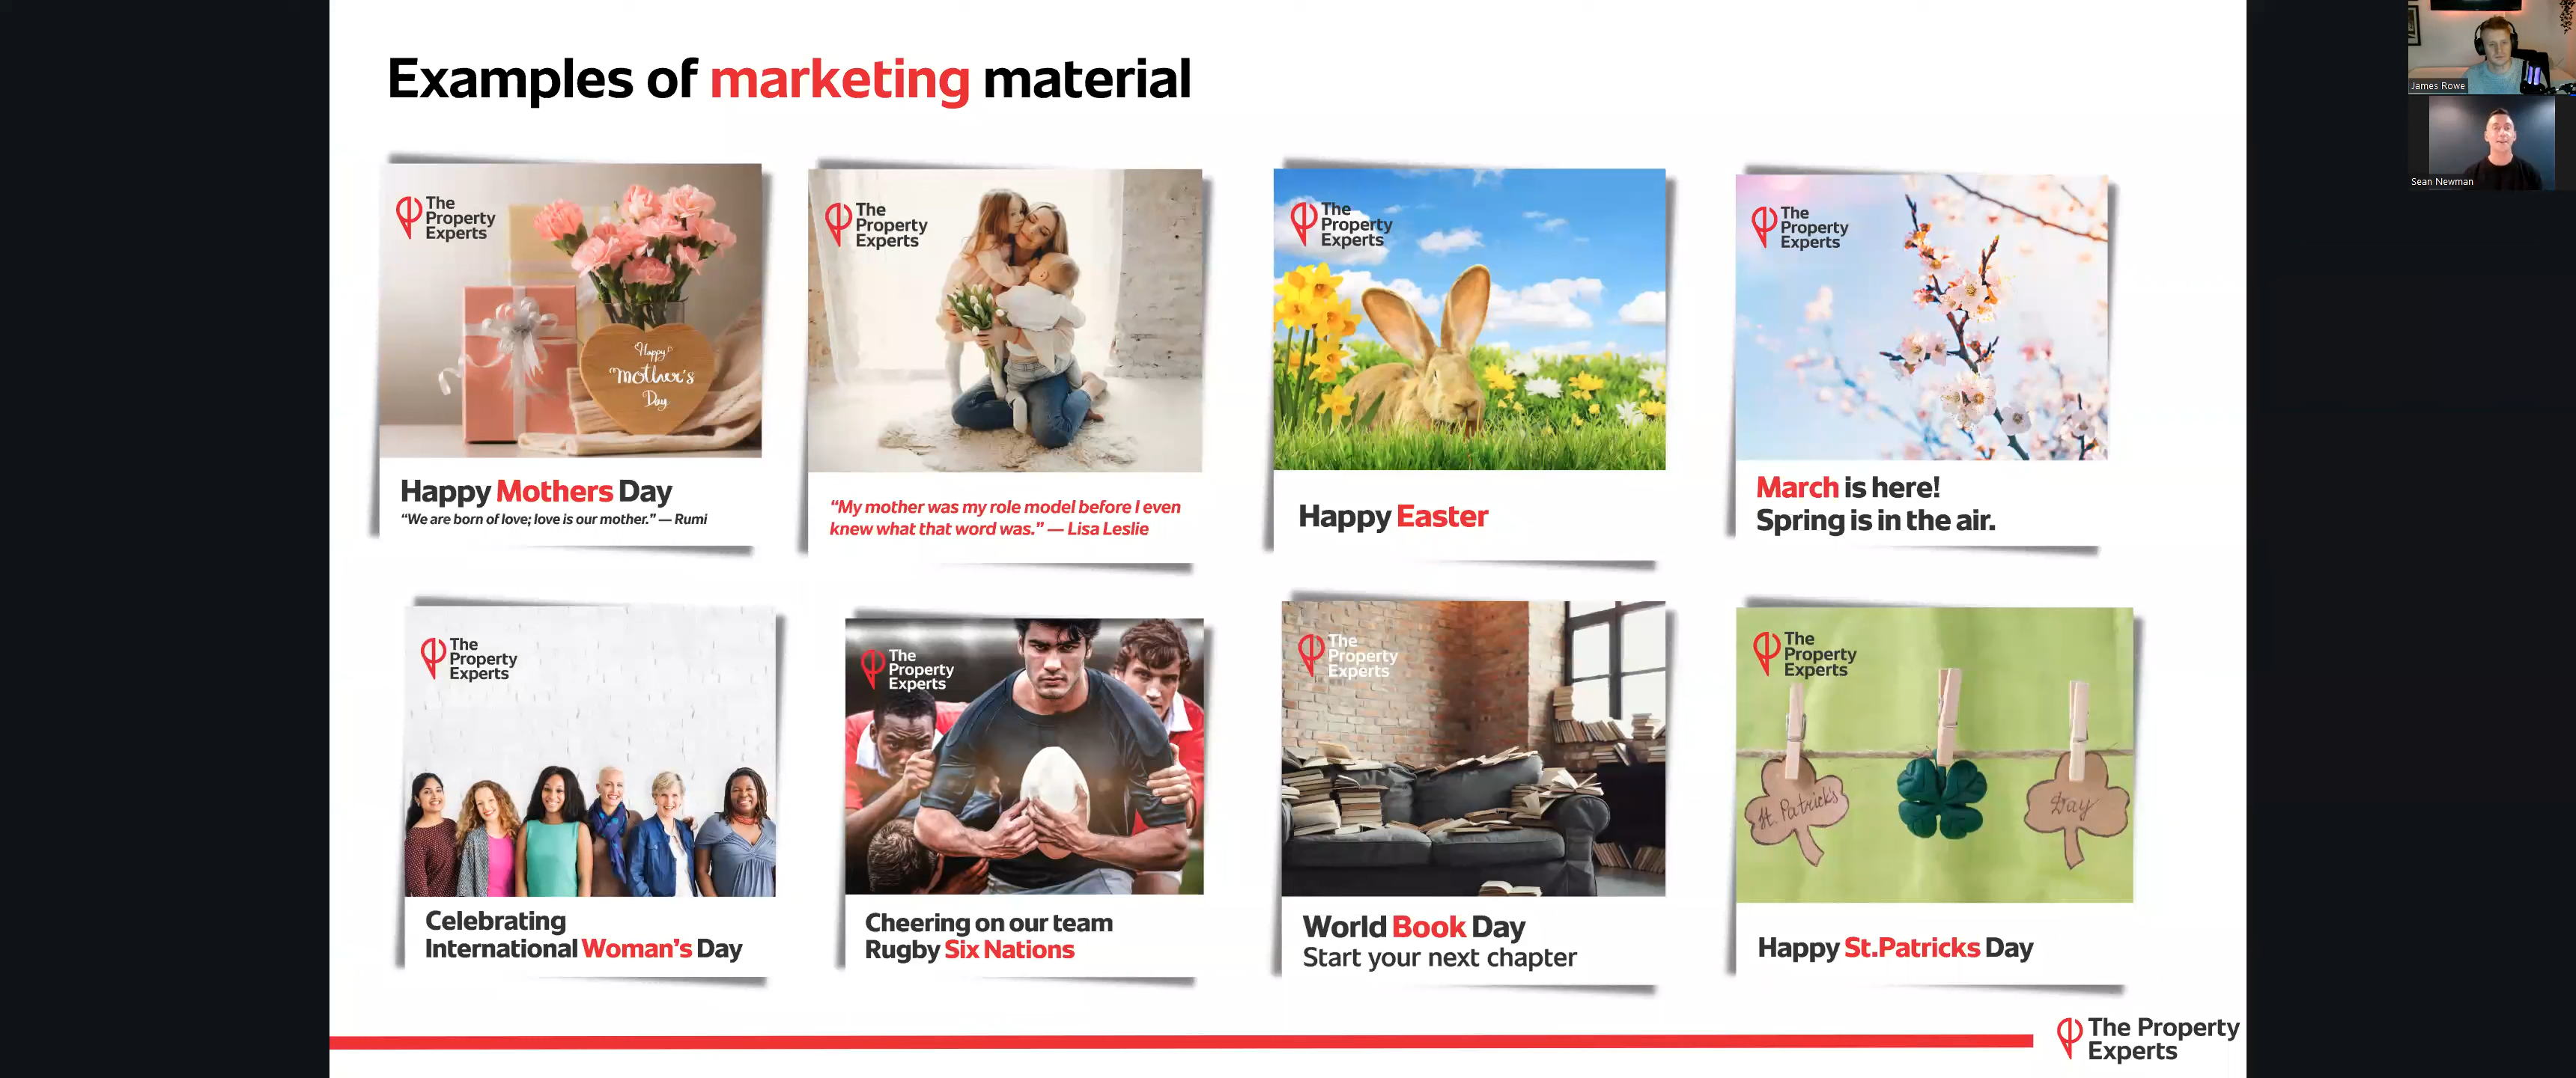 Examples of marketing material
James Rowe
Sean Newman
The
Property
Experts
Happy
Mother's
Day
Happy Mothers Day
“We are born of love; love is our mother.” — Rumi
The
Property
Experts
“My mother was my role model before I even
knew what that word was.” — Lisa Leslie
The
Property
Experts
Happy Easter
The
Property
Experts
March is here!
Spring is in the air.
The
Property
Experts
Celebrating
International Woman's Day
The
Property
Experts
Cheering on our team
Rugby Six Nations
The
Property
Experts
World Book Day
Start your next chapter
The
Property
Experts
St. Patrick's
Day
Happy St.Patricks Day
The Property
Experts